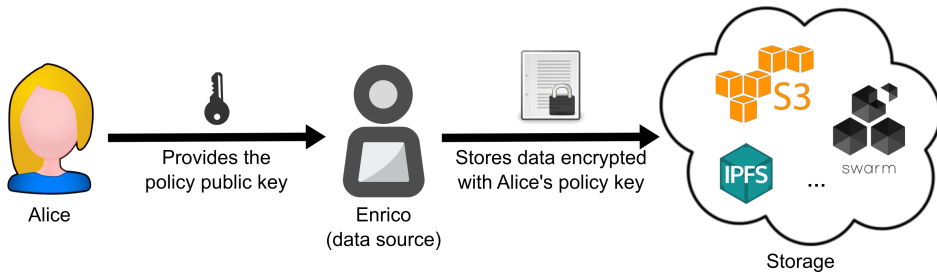 Alice
Provides the
policy public key
Enrico
(data source)
Stores data encrypted
with Alice's policy key
S3
IPFS
...
swarm
Storage